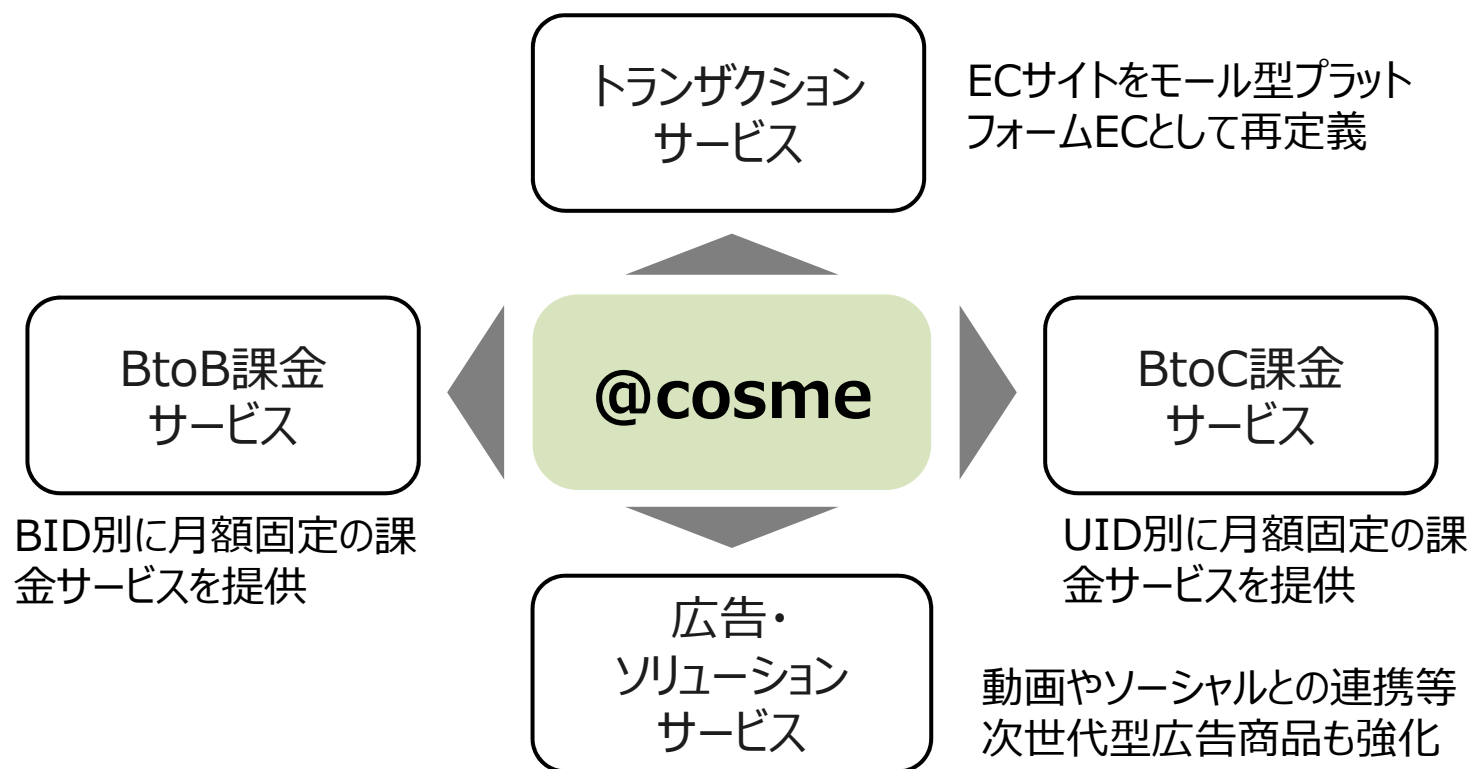 トランザクション
サービス
ECサイトをモール型プラット
フォームECとして再定義
BtoB課金
サービス
@cosme
BtoC課金
サービス
BID別に月額固定の課
金サービスを提供
UID別に月額固定の課
金サービスを提供
広告・
ソリューション
サービス
動画やソーシャルとの連携等
次世代型広告商品も強化